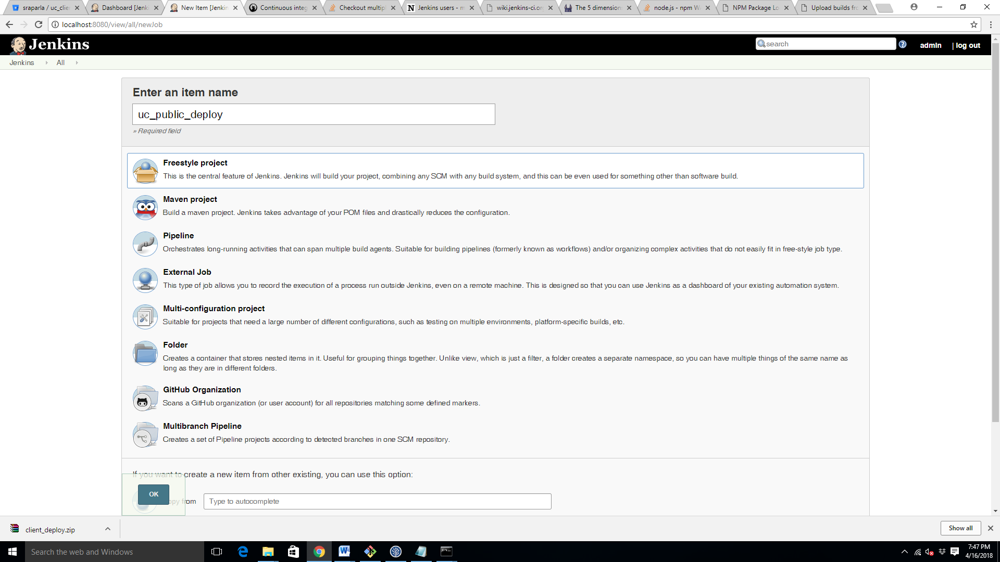 sraparla / uc_clie
Dashboard [Jenki
New Item [Jenkin
Continuous integ
Checkout multip
Jenkins users - m
wiki.jenkins-ci.or
The 5 dimension
node.js - npm W
NPM Package Lo
Upload builds fro
localhost:8080/view/all/newJob
Jenkins
search
admin
| log out
Jenkins
All
Enter an item name
uc_public_deploy
» Required field
Freestyle project
This is the central feature of Jenkins. Jenkins will build your project, combining any SCM with any build system, and this can be even used for something other than software build.
Maven project
Build a maven project. Jenkins takes advantage of your POM files and drastically reduces the configuration.
Pipeline
Orchestrates long-running activities that can span multiple build agents. Suitable for building pipelines (formerly known as workflows) and/or organizing complex activities that do not easily fit in free-style job type.
External Job
This type of job allows you to record the execution of a process run outside Jenkins, even on a remote machine. This is designed so that you can use Jenkins as a dashboard of your existing automation system.
Multi-configuration project
Suitable for projects that need a large number of different configurations, such as testing on multiple environments, platform-specific builds, etc.
Folder
Creates a container that stores nested items in it. Useful for grouping things together. Unlike view, which is just a filter, a folder creates a separate namespace, so you can have multiple things of the same name as
long as they are in different folders.
GitHub Organization
Scans a GitHub organization (or user account) for all repositories matching some defined markers.
Multibranch Pipeline
Creates a set of Pipeline projects according to detected branches in one SCM repository.
If you want to create a new item from other existing, you can use this option:
OK
opy from
Type to autocomplete
client_deploy.zip
Show all
Search the web and Windows
7:47 PM
4/16/2018